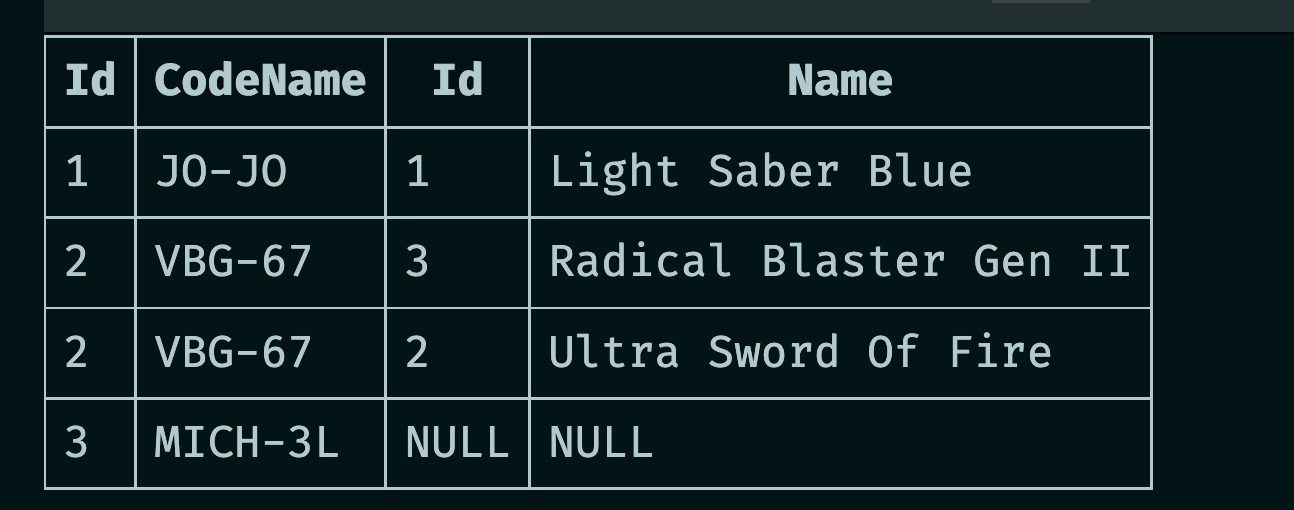 Id CodeName Id Name
1 JO-JO 1 Light Saber Blue
2 VBG-67 3 Radical Blaster Gen II
2 VBG-67 2 Ultra Sword Of Fire
3 MICH-3L NULL NULL